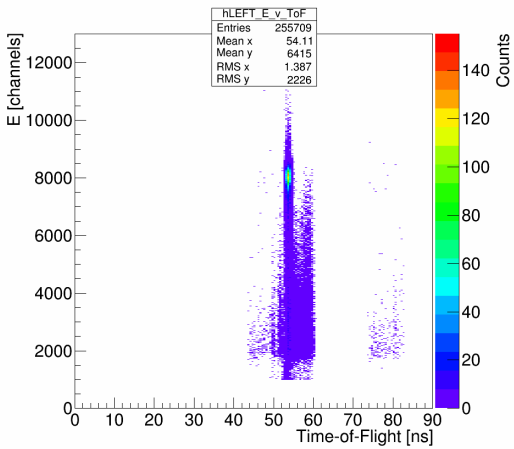 hLEFT_E_v_ToF
Entries 255709
Mean x 54.11
Mean y 6415
RMS x 1.387
RMS y 2226
E [channels]
12000
10000
8000
6000
4000
2000
0
0 10 20 30 40 50 60 70 80 90
Time-of-Flight [ns]
Counts
140
120
100
80
60
40
20
0